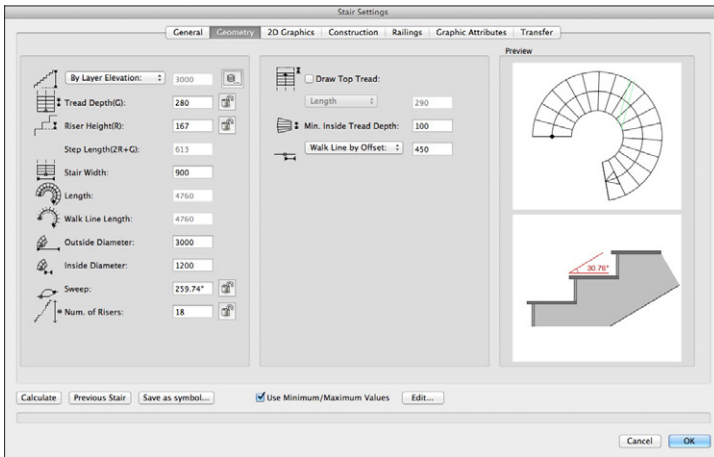 Stair Settings
General Geometry 2D Graphics Construction Railings Graphic Attributes Transfer
By Layer Elevation: 3000
Tread Depth(G): 280
Riser Height(R): 167
Step Length(2R+G): 613
Stair Width: 900
Length: 4760
Walk Line Length: 4760
Outside Diameter: 3000
Inside Diameter: 1200
Sweep: 259.74°
Num. of Risers: 18
Draw Top Tread:
Length 290
Min. Inside Tread Depth: 100
Walk Line by Offset: 450
Preview
30.76°
Calculate Previous Stair Save as symbol... Use Minimum/Maximum Values Edit...
Cancel OK